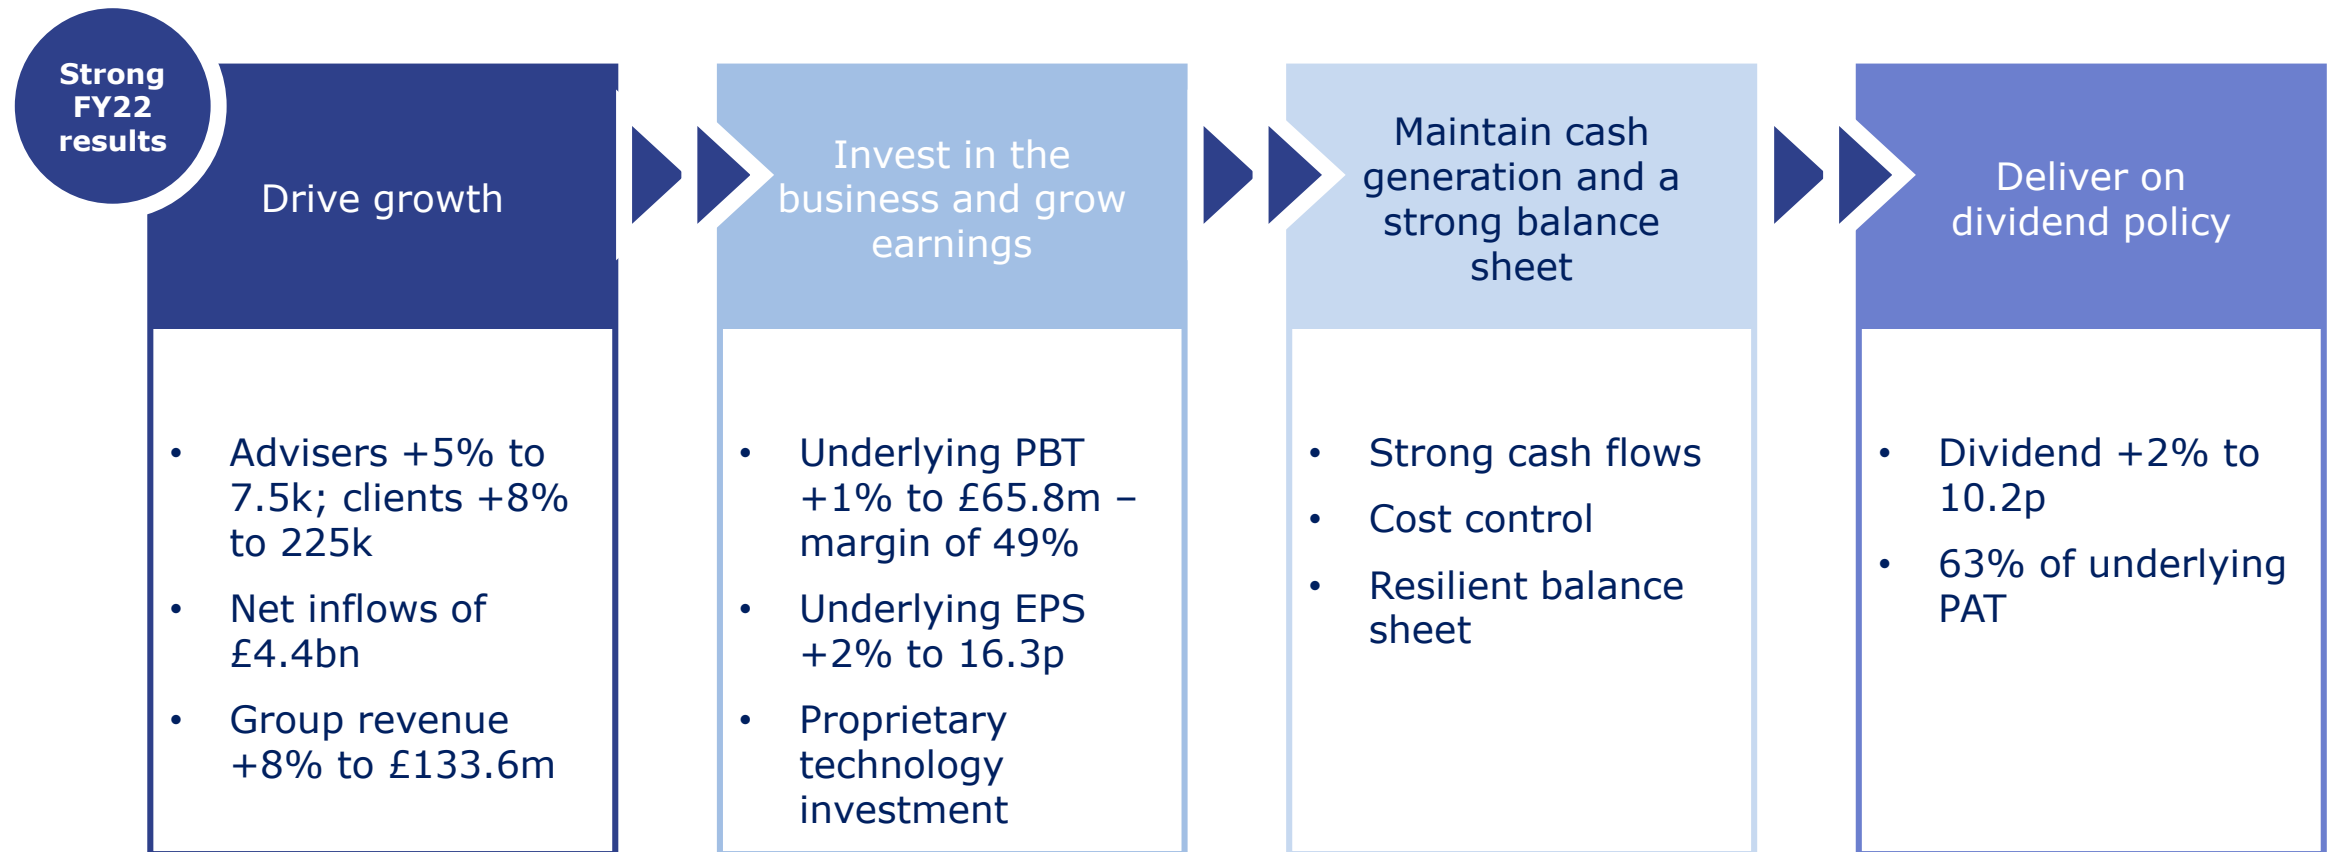 Strong
FY22
results
Drive growth
• Advisers +5% to
7.5k; clients +8%
to 225k
• Net inflows of
£4.4bn
• Group revenue
+8% to £133.6m
Invest in the
business and grow
earnings
• Underlying PBT
+1% to £65.8m –
margin of 49%
• Underlying EPS
+2% to 16.3p
• Proprietary
technology
investment
Maintain cash
generation and a
strong balance
sheet
• Strong cash flows
• Cost control
• Resilient balance
sheet
Deliver on
dividend policy
• Dividend +2% to
10.2p
• 63% of underlying
PAT